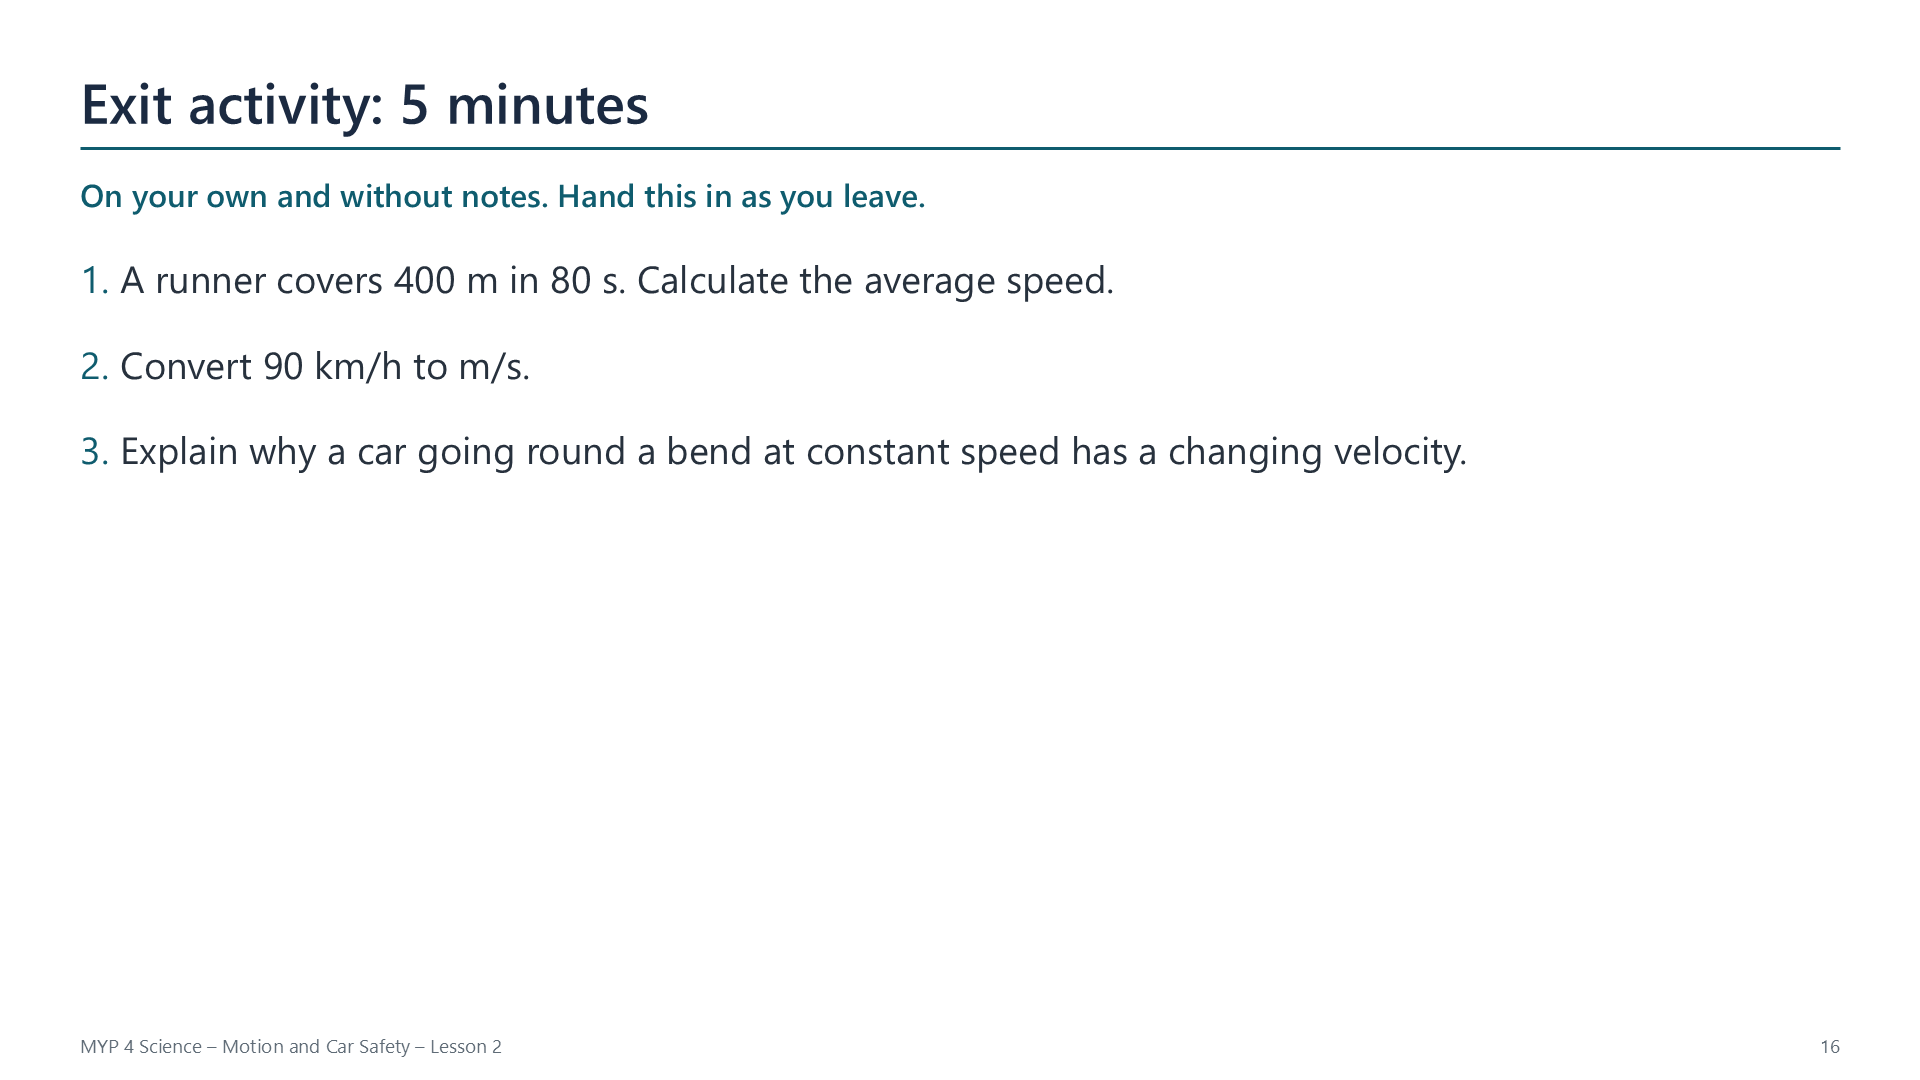 Exit activity: 5 minutes
On your own and without notes. Hand this in as you leave.
1. A runner covers 400 m in 80 s. Calculate the average speed.
2. Convert 90 km/h to m/s.
3. Explain why a car going round a bend at constant speed has a changing velocity.
MYP 4 Science – Motion and Car Safety – Lesson 2
16